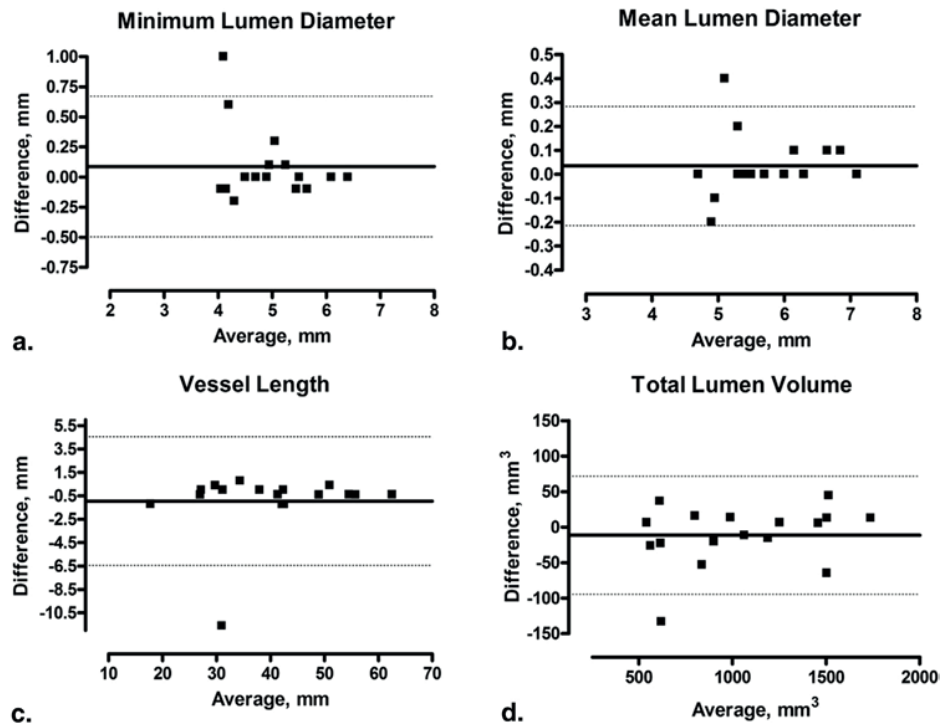 Minimum Lumen Diameter
1.00
0.75
0.50
0.25
0.00
-0.25
-0.50
-0.75
Difference, mm
2 3 4 5 6 7 8
Average, mm
a.
Mean Lumen Diameter
0.5
0.4
0.3
0.2
0.1
0.0
-0.1
-0.2
-0.3
-0.4
Difference, mm
3 4 5 6 7 8
Average, mm
b.
Vessel Length
5.5
3.5
1.5
-0.5
-2.5
-4.5
-6.5
-8.5
-10.5
Difference, mm
10 20 30 40 50 60 70
Average, mm
c.
Total Lumen Volume
150
100
50
0
-50
-100
-150
Difference, mm³
500 1000 1500 2000
Average, mm³
d.